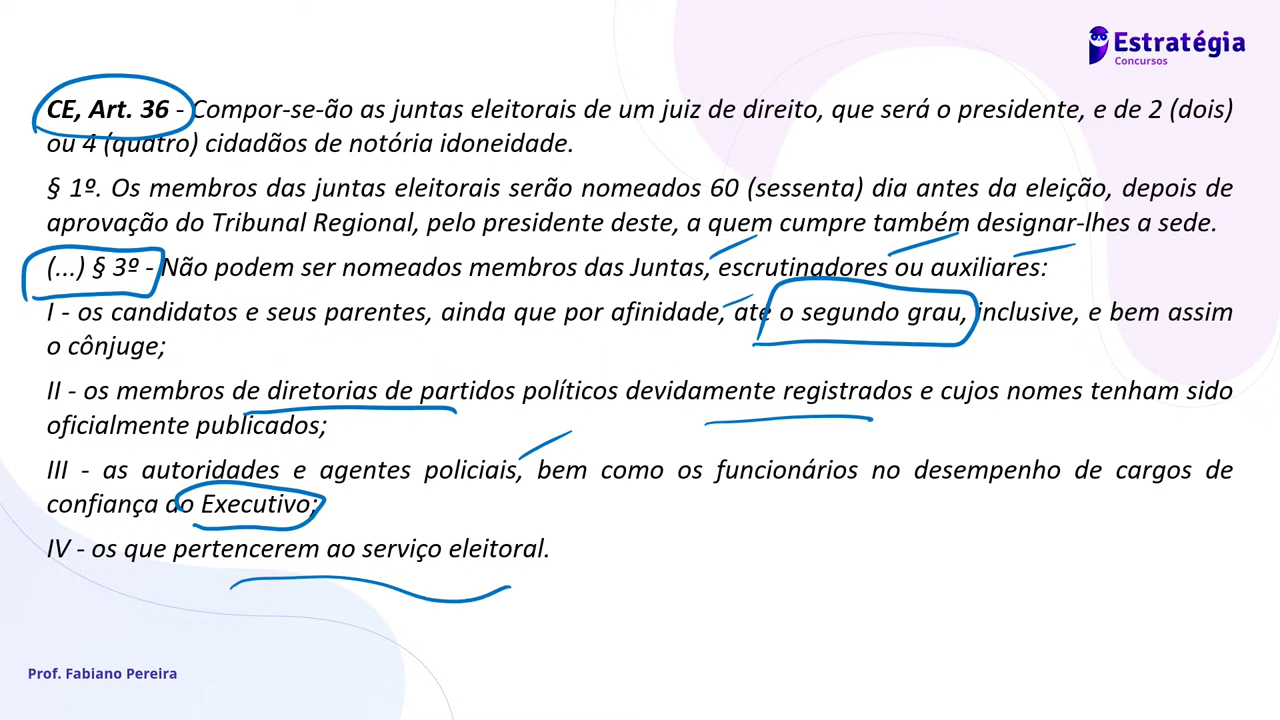 Estratégia
Concursos
CE, Art. 36 - Compor-se-ão as juntas eleitorais de um juiz de direito, que será o presidente, e de 2 (dois)
ou 4 (quatro) cidadãos de notória idoneidade.
§ 1º. Os membros das juntas eleitorais serão nomeados 60 (sessenta) dia antes da eleição, depois de
aprovação do Tribunal Regional, pelo presidente deste, a quem cumpre também designar-lhes a sede.
(...) § 3º - Não podem ser nomeados membros das Juntas, escrutinadores ou auxiliares:
I - os candidatos e seus parentes, ainda que por afinidade, até o segundo grau, inclusive, e bem assim
o cônjuge;
II - os membros de diretorias de partidos políticos devidamente registrados e cujos nomes tenham sido
oficialmente publicados;
III - as autoridades e agentes policiais, bem como os funcionários no desempenho de cargos de
confiança do Executivo;
IV - os que pertencerem ao serviço eleitoral.
Prof. Fabiano Pereira